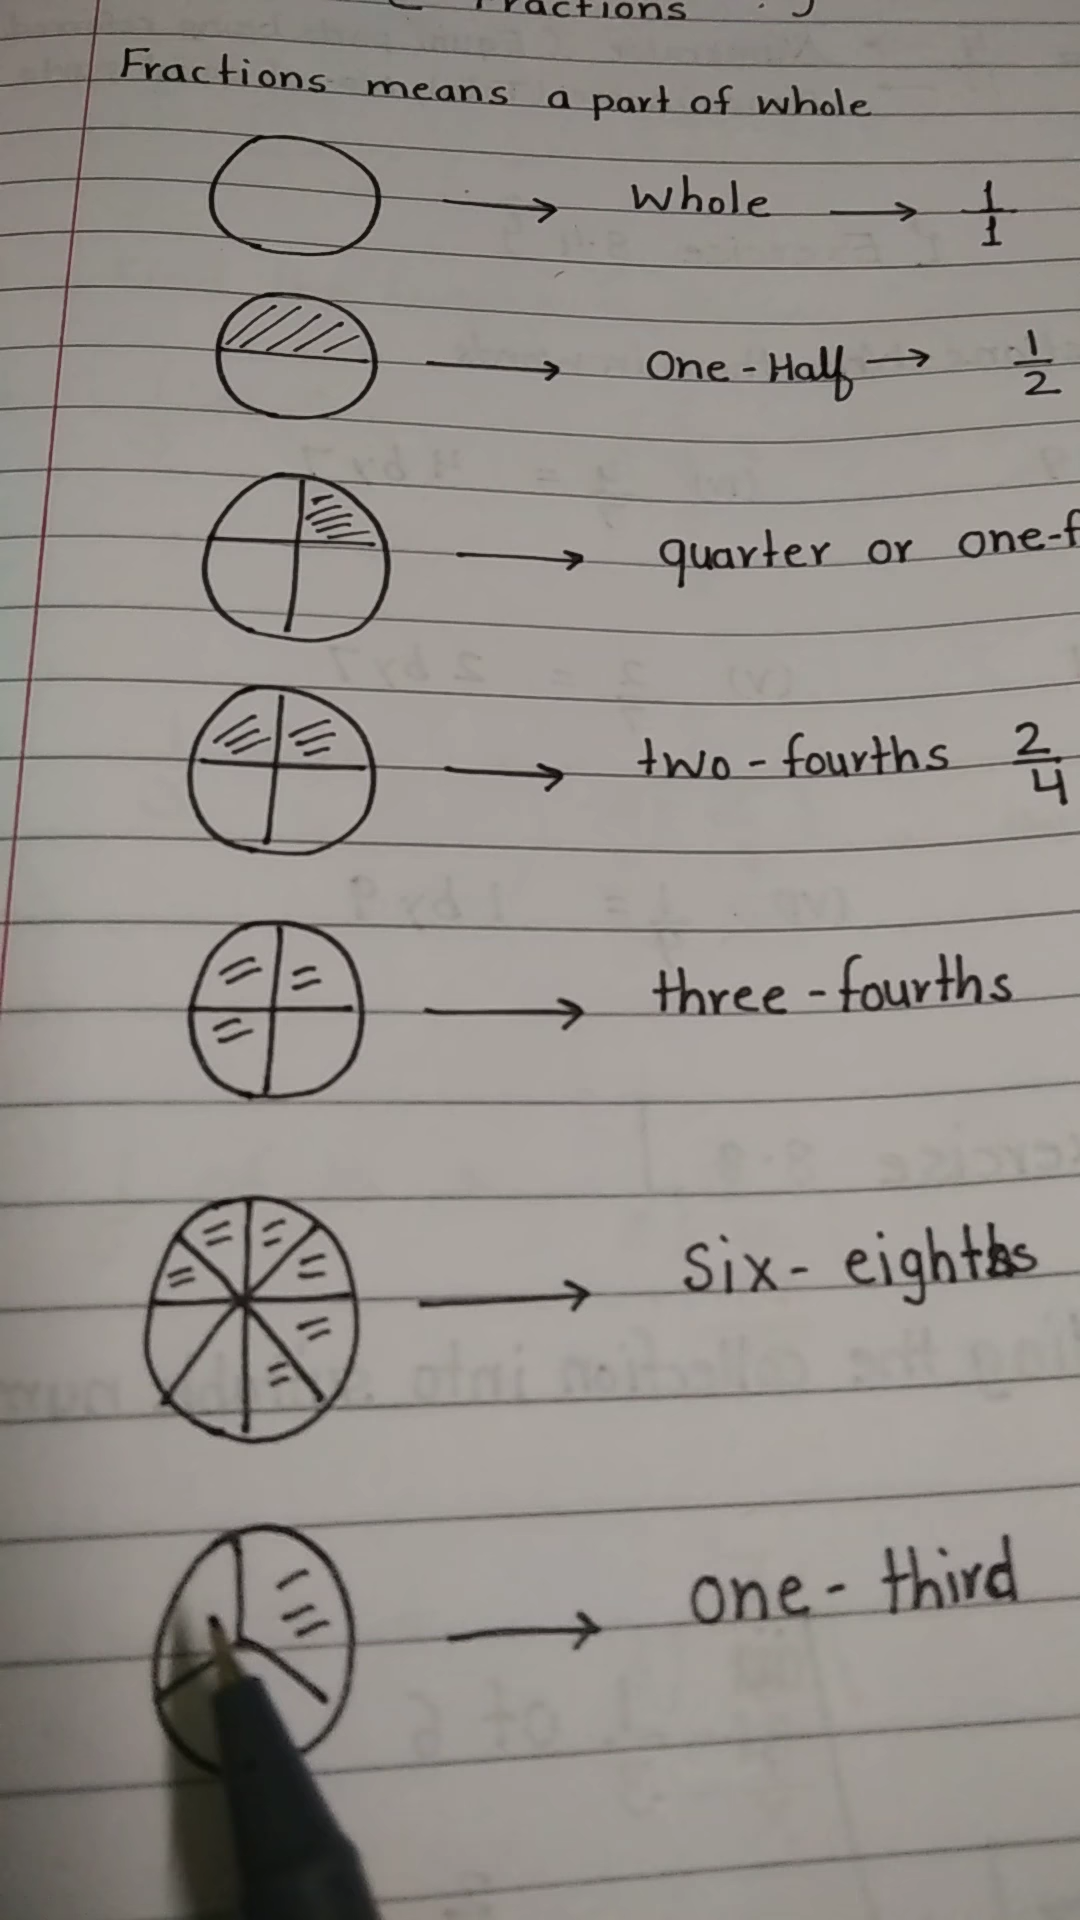 Fractions
Fractions means a part of whole
Whole → 1/1
One-Half → 1/2
quarter or one-f
two-fourths 2/4
three-fourths
Six-eighths
one-third